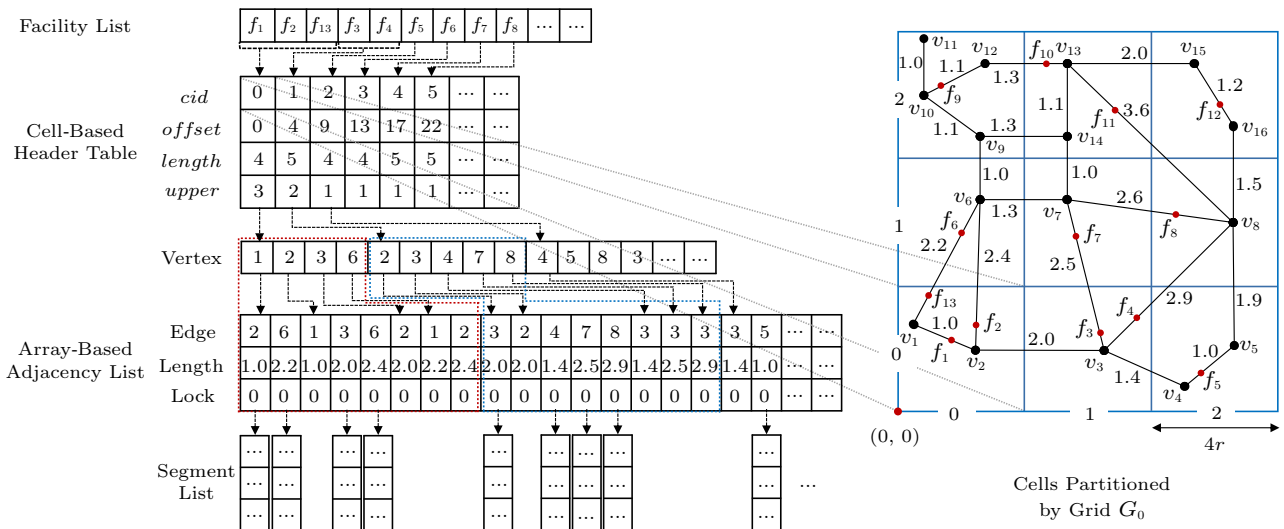 Facility List f1 f2 f13 f3 f4 f5 f6 f7 f8 ... ...
Cell-Based
Header Table
cid 0 1 2 3 4 5 ... ...
offset 0 4 9 13 17 22 ... ...
length 4 5 4 4 5 5 ... ...
upper 3 2 1 1 1 1 ... ...
Vertex 1 2 3 6 2 3 4 7 8 4 5 8 3 ... ...
Array-Based
Adjacency List
Edge 2 6 1 3 6 2 1 2 3 2 4 7 8 3 3 3 3 5 ... ...
Length 1.0 2.2 1.0 2.0 2.4 2.0 2.2 2.4 2.0 2.0 1.4 2.5 2.9 1.4 2.5 2.9 1.4 1.0 ... ...
Lock 0 0 0 0 0 0 0 0 0 0 0 0 0 0 0 0 0 0 ... ...
Segment
List
... ... ... ... ... ... ... ... ...
... ... ... ... ... ... ... ... ... ...
... ... ... ... ... ... ... ... ...
v11 v12 f10 v13 2.0 v15
1.0 1.1 1.3 1.2
2 f9 1.1 f11 3.6 f12
v10 1.1 1.3 v16
v9 v14
1.0 1.0 1.5
v6 1.3 v7 2.6 v8
1 f6 f7 f8
2.2 2.4 2.5
f13 2.9 1.9
1.0 f2 f3 f4
v1 f1 2.0 1.0 v5
0 v2 v3 1.4 f5
v4
0 1 2
(0, 0) 4r
Cells Partitioned
by Grid G0